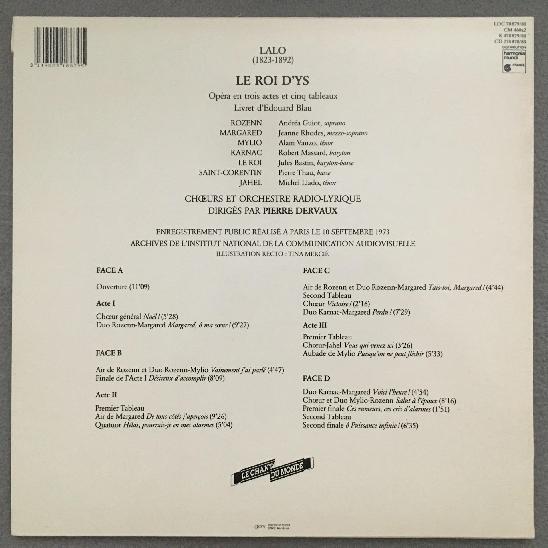 LALO
(1823-1892)
LE ROI D'YS
Opéra en trois actes et cinq tableaux
Livret d'Édouard Blau
ROZENN Andréa Guiot, soprano
MARGARED Jeanne Rhodes, mezzo-soprano
MYLIO Alain Vanzo, ténor
KARNAC Robert Massard, baryton
LE ROI Jules Bastin, baryton-basse
SAINT-CORENTIN Pierre Thau, basse
JAHEL Michel Llado, ténor
CHŒURS ET ORCHESTRE RADIO-LYRIQUE
DIRIGÉS PAR PIERRE DERVAUX
ENREGISTREMENT PUBLIC RÉALISÉ A PARIS LE 10 SEPTEMBRE 1973
ARCHIVES DE L'INSTITUT NATIONAL DE LA COMMUNICATION AUDIOVISUELLE
ILLUSTRATION RECTO : TINA MERCIÉ
FACE A
Ouverture (11'09)
Acte I
Chœur général Noël ! (5'28)
Duo Rozenn-Margared Margared, ô ma sœur ! (9'27)
FACE B
Air de Rozenn et Duo Rozenn-Mylio Vainement j'ai parlé (4'47)
Finale de l'Acte I Désireux d'accomplir (8'09)
Acte II
Premier Tableau
Air de Margared De tous côtés j'aperçois (9'26)
Quatuor Hélas, pourrais-je en mes alarmes (5'04)
FACE C
Air de Rozenn et Duo Rozenn-Margared Tais-toi, Margared ! (4'44)
Second Tableau
Chœur Victoire ! (2'16)
Duo Karnac-Margared Perdu ! (7'29)
Acte III
Premier Tableau
Chœur-Jahel Vous qui venez ici (3'26)
Aubade de Mylio Puisqu'on ne peut fléchir (5'33)
FACE D
Duo Karnac-Margared Voici l'heure ! (4'34)
Chœur et Duo Mylio-Rozenn Salut à l'époux (8'16)
Premier finale Ces rumeurs, ces cris d'alarmes (1'51)
Second Tableau
Second finale ô Puissance infinie ! (6'35)
LE CHANT
DU MONDE
harmonia
mundi
FRANCE